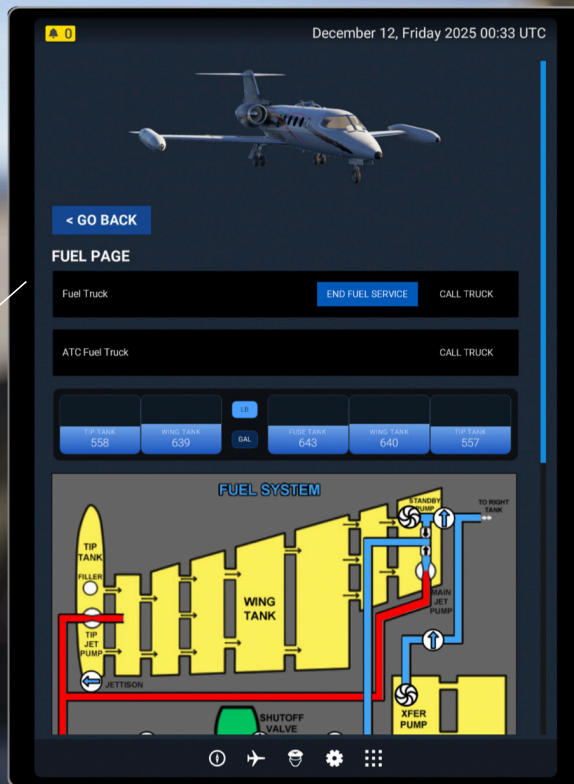 0
December 12, Friday 2025 00:33 UTC
< GO BACK
FUEL PAGE
Fuel Truck
END FUEL SERVICE
CALL TRUCK
ATC Fuel Truck
CALL TRUCK
TIP TANK
558
WING TANK
639
LB
GAL
FUSE TANK
643
WING TANK
640
TIP TANK
557
FUEL SYSTEM
STANDBY
PUMP
TO RIGHT
TANK
TIP
TANK
FILLER
WING
TANK
TIP
JET
PUMP
MAIN
JET
PUMP
JETTISON
SHUTOFF
VALVE
XFER
PUMP